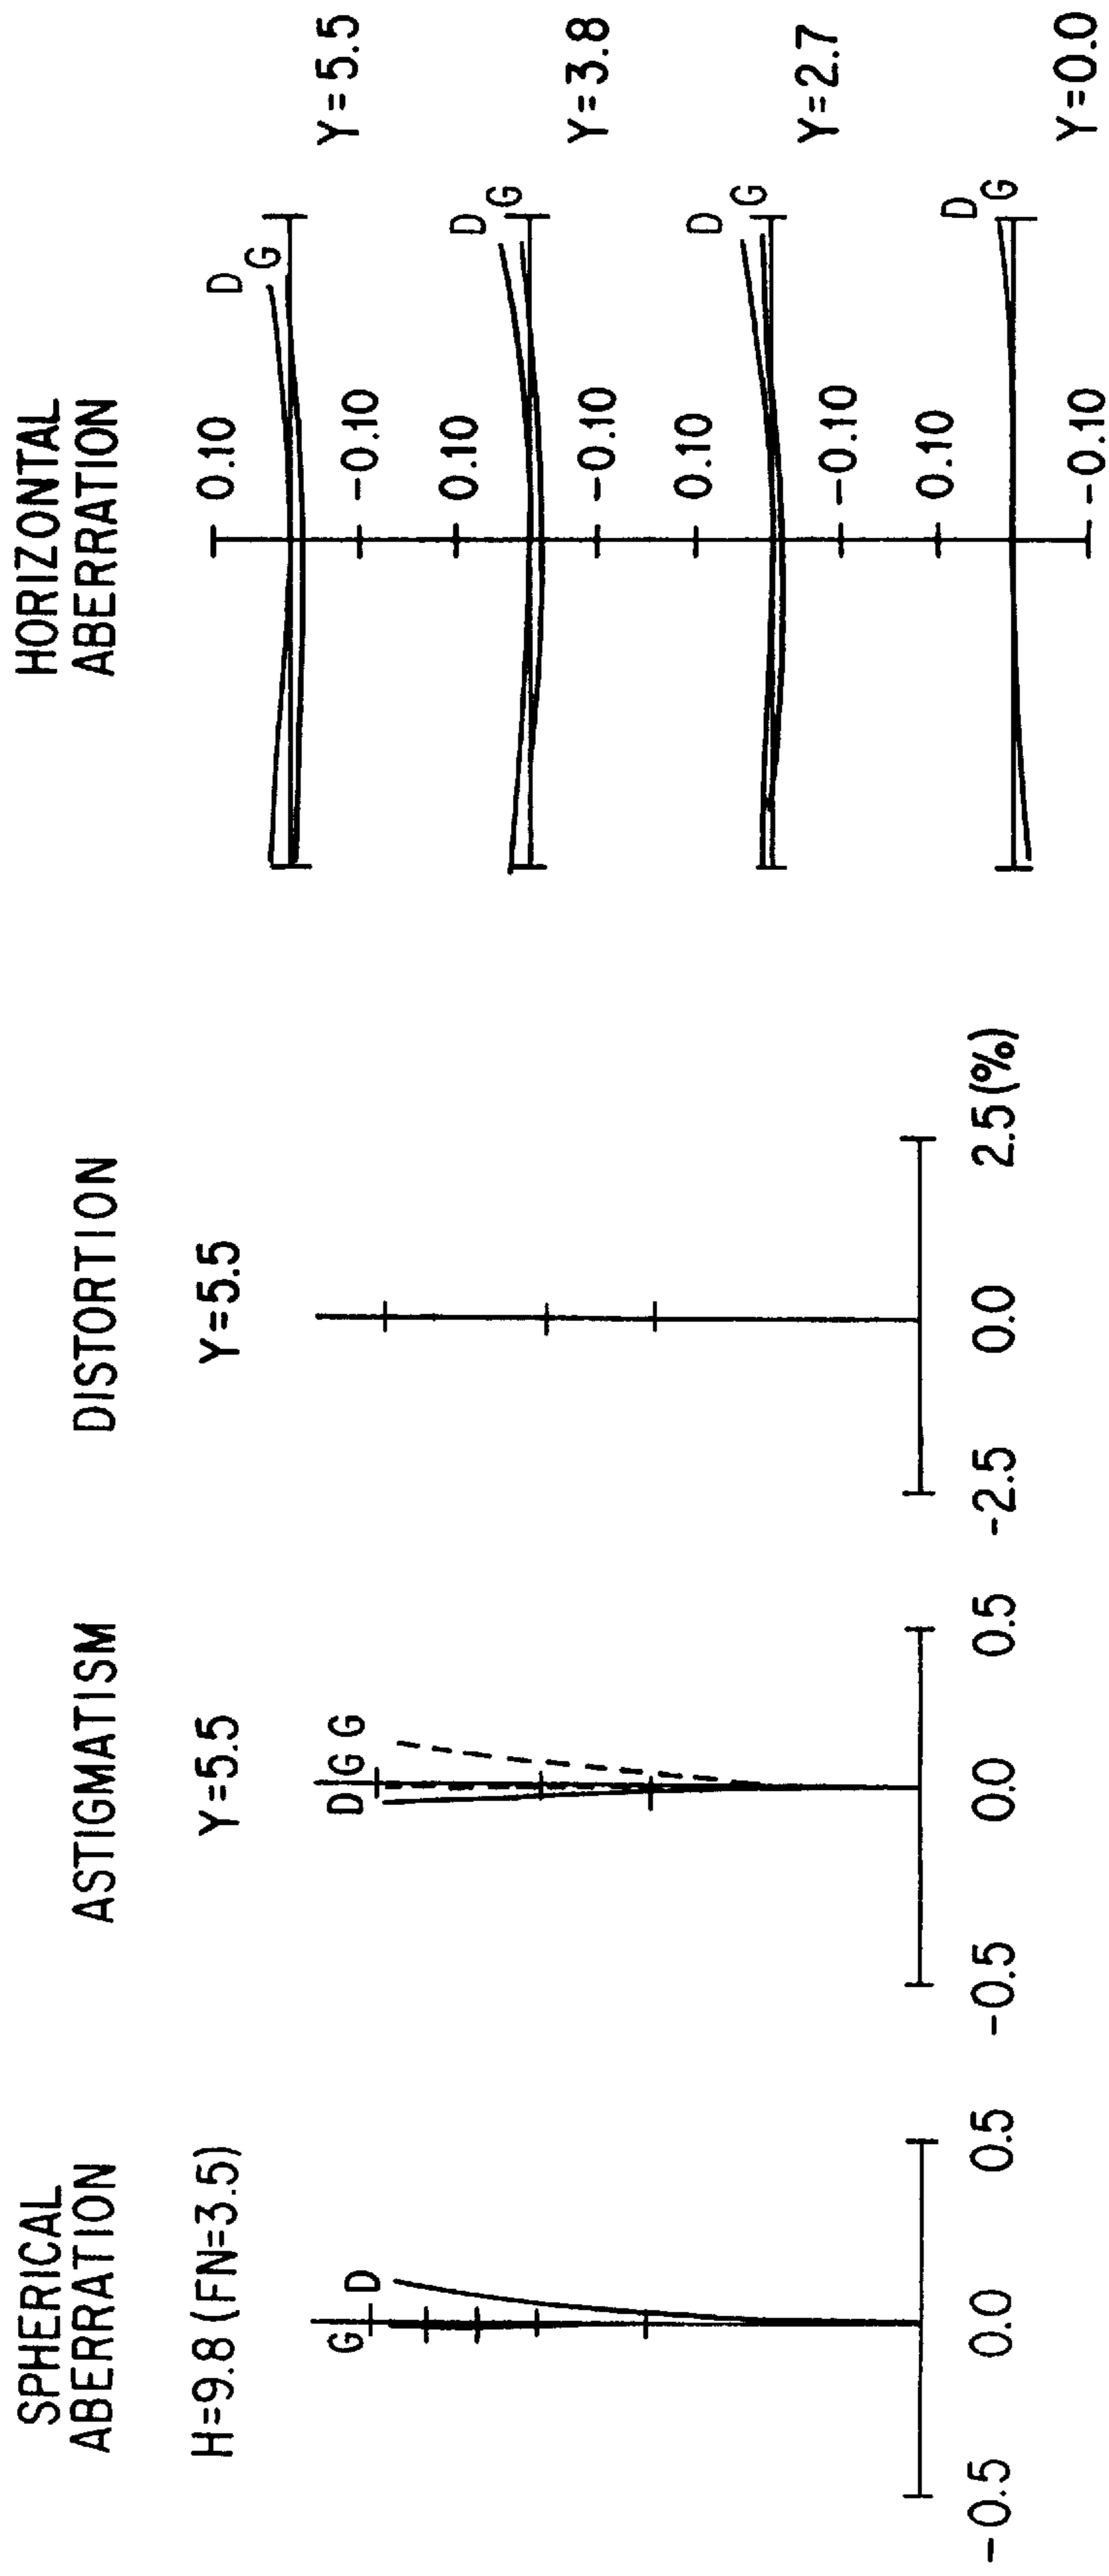 SPHERICAL
ABERRATION
H=9.8 (FN=3.5)
G D
-0.5 0.0 0.5
ASTIGMATISM
Y=5.5
D G G
-0.5 0.0 0.5
DISTORTION
Y=5.5
-2.5 0.0 2.5 (%)
HORIZONTAL
ABERRATION
0.10
D
G
Y=5.5
-0.10
0.10
D
G
Y=3.8
-0.10
0.10
D
G
Y=2.7
-0.10
0.10
D
G
Y=0.0
-0.10